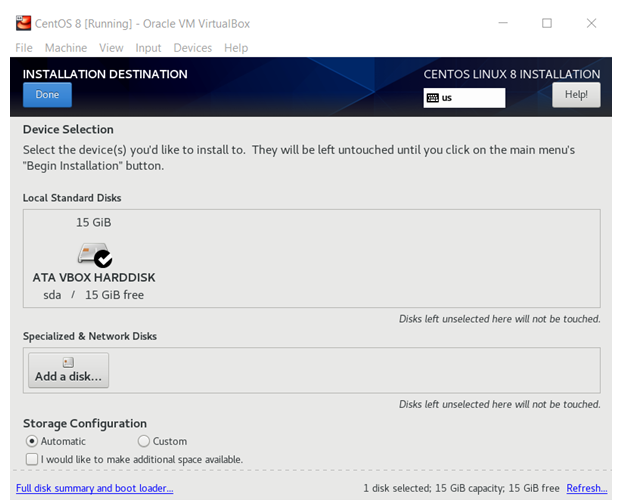 CentOS 8 [Running] - Oracle VM VirtualBox
File Machine View Input Devices Help
INSTALLATION DESTINATION
CENTOS LINUX 8 INSTALLATION
Done
us
Help!
Device Selection
Select the device(s) you'd like to install to. They will be left untouched until you click on the main menu's
"Begin Installation" button.
Local Standard Disks
15 GiB
ATA VBOX HARDDISK
sda / 15 GiB free
Disks left unselected here will not be touched.
Specialized & Network Disks
Add a disk...
Disks left unselected here will not be touched.
Storage Configuration
Automatic Custom
I would like to make additional space available.
Full disk summary and boot loader... 1 disk selected; 15 GiB capacity; 15 GiB free Refresh...